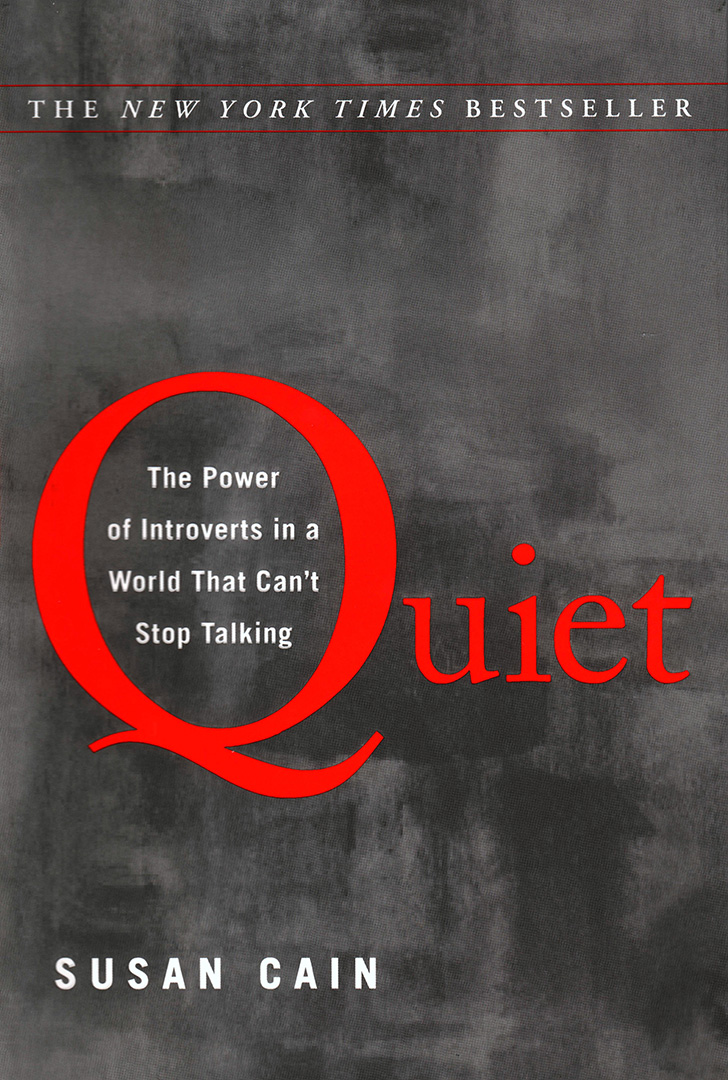 THE NEW YORK TIMES BESTSELLER
Quiet
The Power
of Introverts in a
World That Can't
Stop Talking
SUSAN CAIN